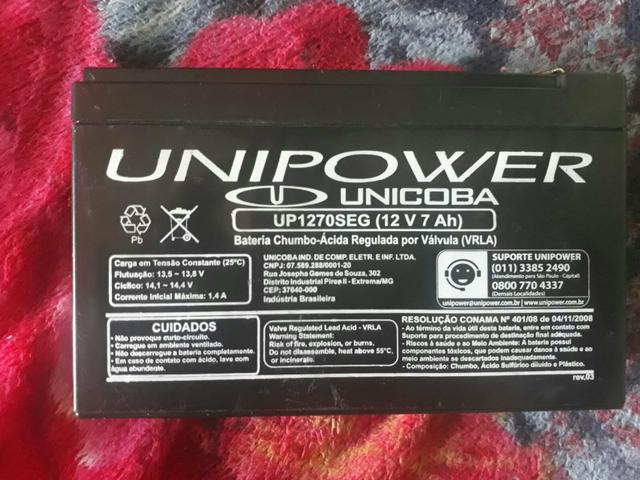 UNIPOWER
UNICOBA
UP1270SEG (12 V 7 Ah)
Bateria Chumbo-Ácida Regulada por Válvula (VRLA)
Pb
Carga em Tensão Constante (25ºC)
Flutuação: 13,5 ~ 13,8 V
Cíclico: 14,1 ~ 14,4 V
Corrente Inicial Máxima: 1,4 A
UNICOBA IND. DE COMP. ELETR. E INF. LTDA.
CNPJ: 07.589.288/0001-20
Rua Josepha Gomes de Souza, 302
Distrito Industrial Pires II - Extrema/MG
CEP: 37640-000
Indústria Brasileira
SUPORTE UNIPOWER
(011) 3385 2490
(Atendimento para São Paulo - Capital)
0800 770 4337
(Demais Localidades)
unipower@unipower.com.br | www.unipower.com.br
CUIDADOS
- Não provoque curto-circuito.
- Carregue em ambiente ventilado.
- Não descarregue a bateria completamente.
- Em caso de contato com ácido, lave com
água abundante.
Valve Regulated Lead Acid - VRLA
Warning Statement:
Risk of fire, explosion, or burns.
Do not disassemble, heat above 55°C,
or incinerate.
RESOLUÇÃO CONAMA Nº 401/08 de 04/11/2008
- Ao término da vida útil desta bateria, entre em contato com
Suporte para procedimento de destinação final adequada.
- Riscos à saúde e ao Meio Ambiente: A bateria possui
componentes tóxicos, que podem causar danos à saúde e ao
meio ambiente se descartados inadequadamente.
- Composição: Chumbo, Ácido Sulfúrico diluído e Plástico.
rev.03